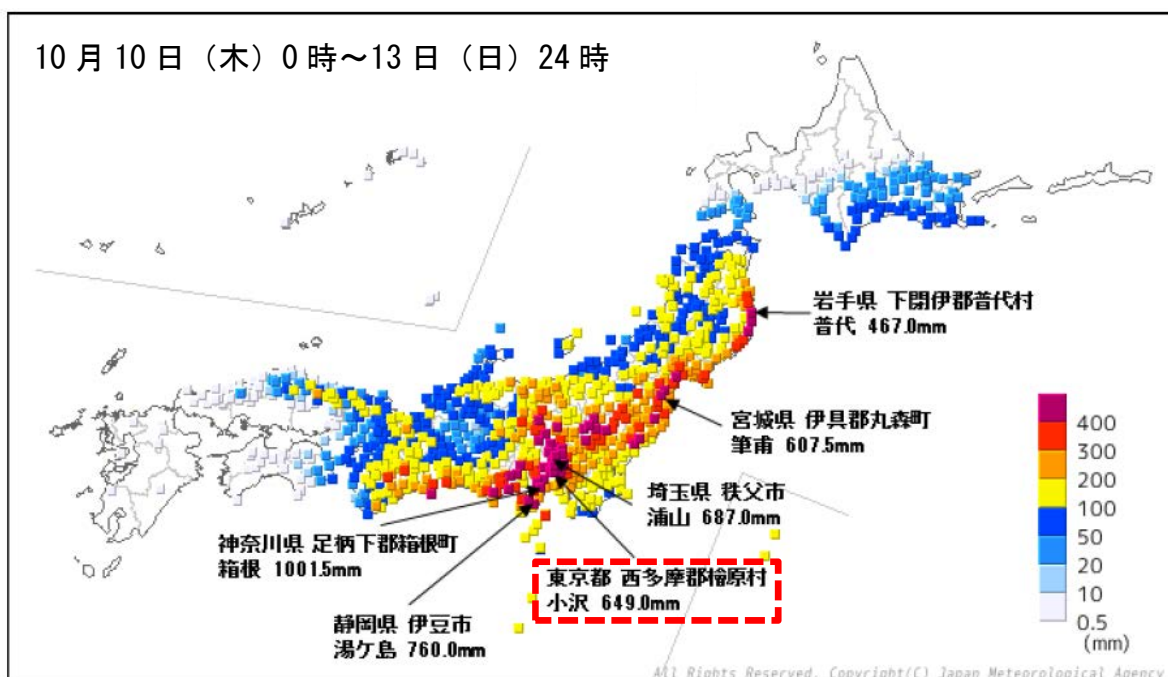 10月10日（木）0時～13日（日）24時
岩手県 下閉伊郡普代村
普代 467.0mm
宮城県 伊具郡丸森町
筆甫 607.5mm
埼玉県 秩父市
浦山 687.0mm
神奈川県 足柄下郡箱根町
箱根 1001.5mm
東京都 西多摩郡檜原村
小沢 649.0mm
静岡県 伊豆市
湯ケ島 760.0mm
400
300
200
100
50
20
10
0.5
(mm)
All Rights Reserved. Copyright(C) Japan Meteorological Agency